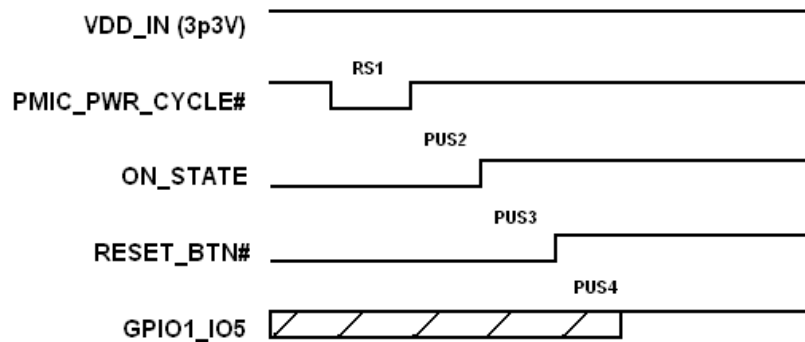 VDD_IN (3p3V)
RS1
PMIC_PWR_CYCLE#
PUS2
ON_STATE
PUS3
RESET_BTN#
PUS4
GPIO1_IO5